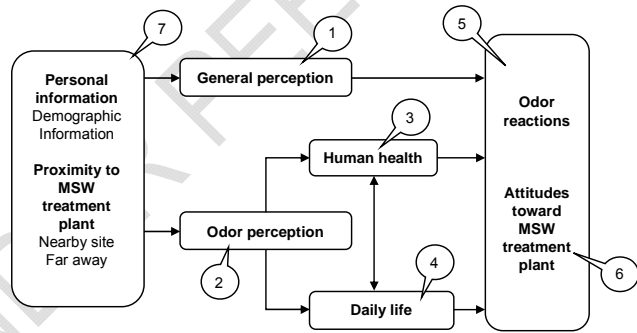 7
Personal
information
Demographic
Information
Proximity to
MSW
treatment
plant
Nearby site
Far away
1
General perception
Odor perception
2
3
Human health
4
Daily life
5
Odor
reactions
Attitudes
toward MSW
treatment
plant
6